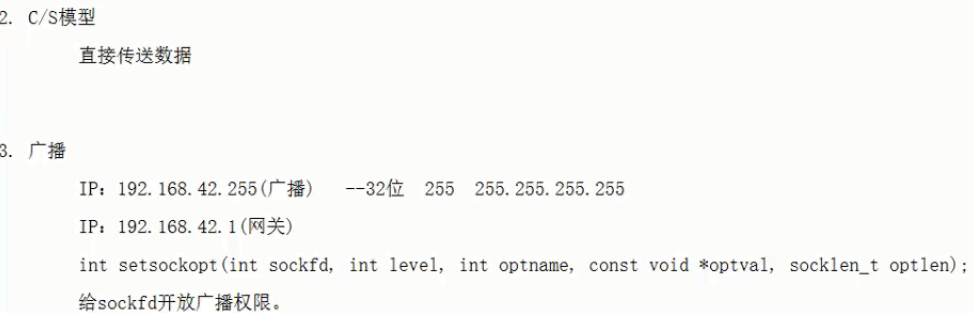 2. C/S模型
直接传送数据
3. 广播
IP：192.168.42.255(广播) --32位 255 255.255.255.255
IP：192.168.42.1(网关)
int setsockopt(int sockfd, int level, int optname, const void *optval, socklen_t optlen);
给sockfd开放广播权限。